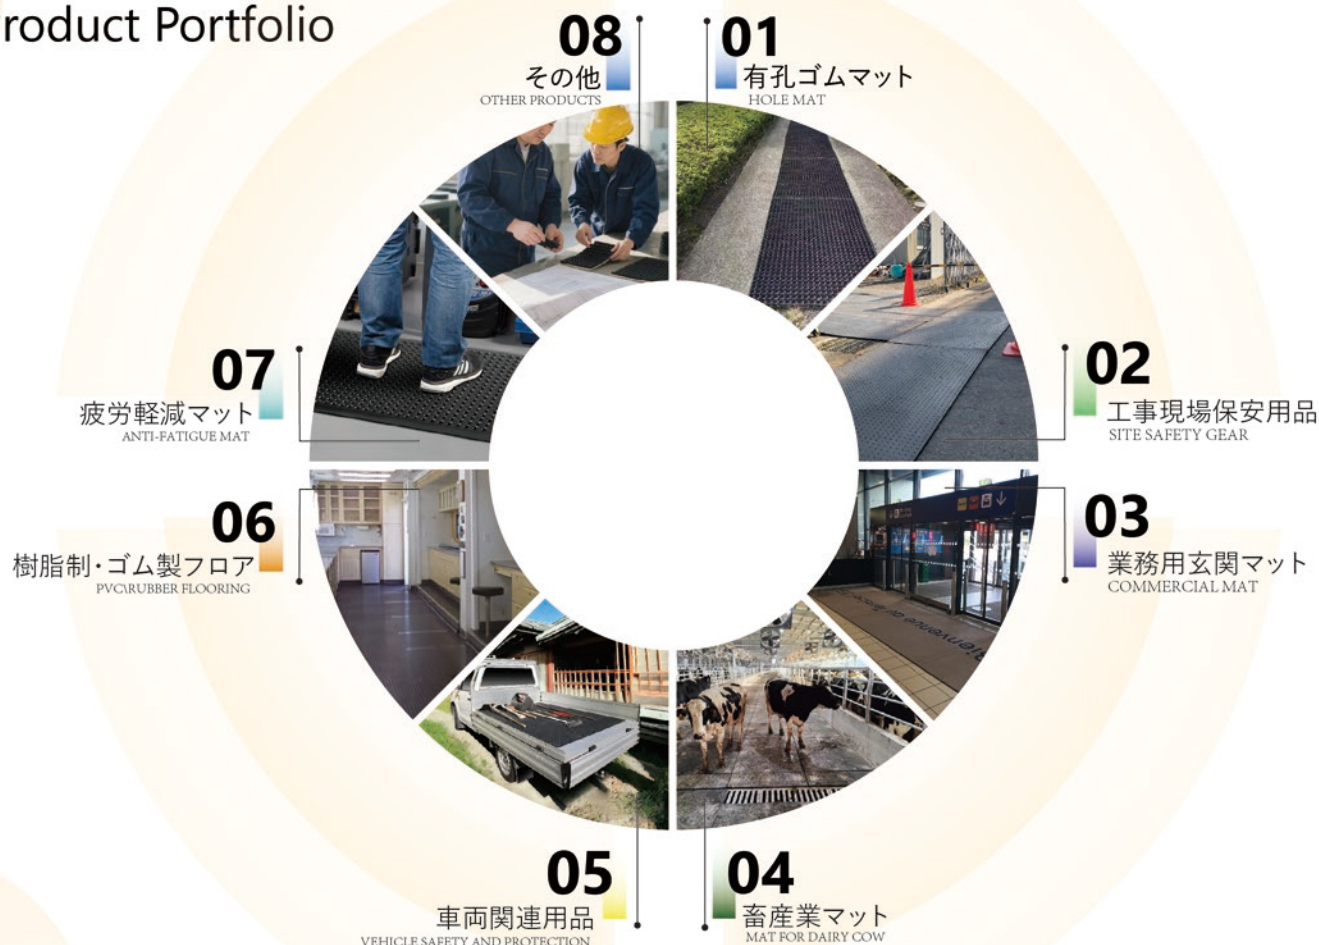 roduct Portfolio
08
その他
OTHER PRODUCTS
01
有孔ゴムマット
HOLE MAT
02
工事現場保安用品
SITE SAFETY GEAR
03
業務用玄関マット
COMMERCIAL MAT
Bienvenue au
04
畜産業マット
MAT FOR DAIRY COW
05
車両関連用品
VEHICLE SAFETY AND PROTECTION
06
樹脂制・ゴム製フロア
PVC\RUBBER FLOORING
07
疲労軽減マット
ANTI-FATIGUE MAT